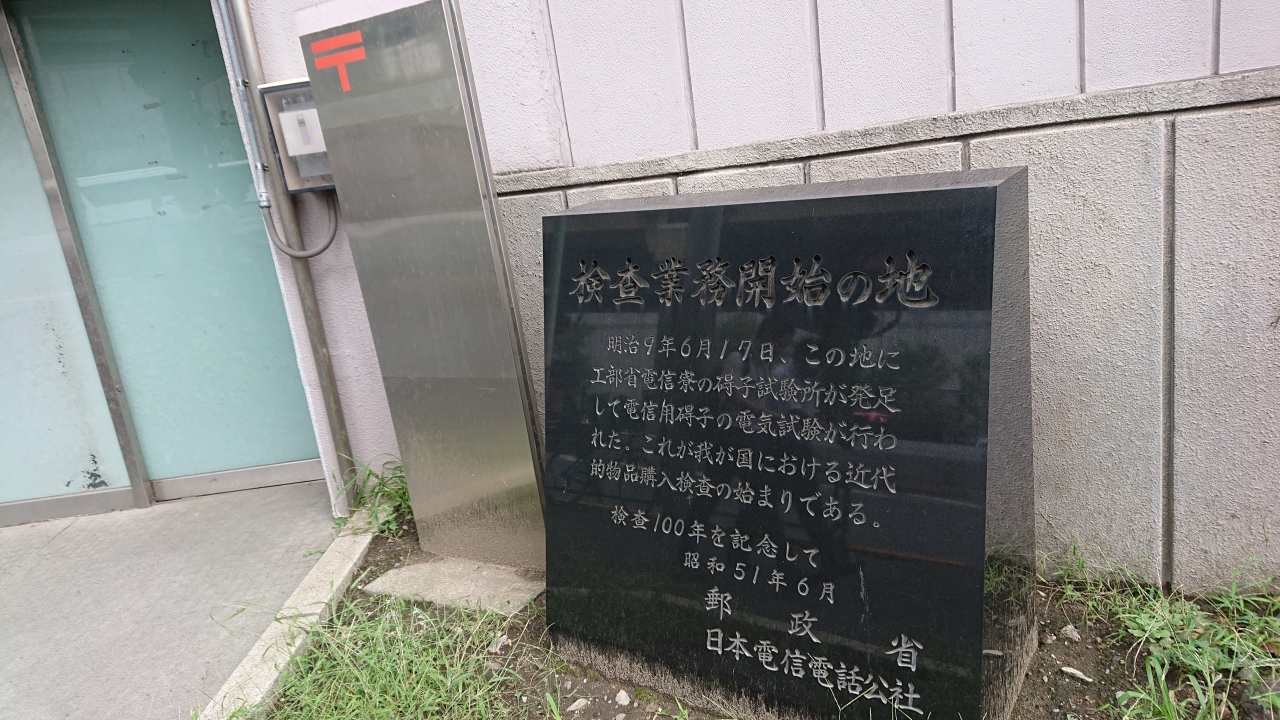 〒
検査業務開始の地
明治9年6月17日、この地に
工部省電信寮の碍子試験所が発足
して電信用碍子の電気試験が行わ
れた。これが我が国における近代
的物品購入検査の始まりである。
検査100年を記念して
昭和51年6月
郵政省
日本電信電話公社